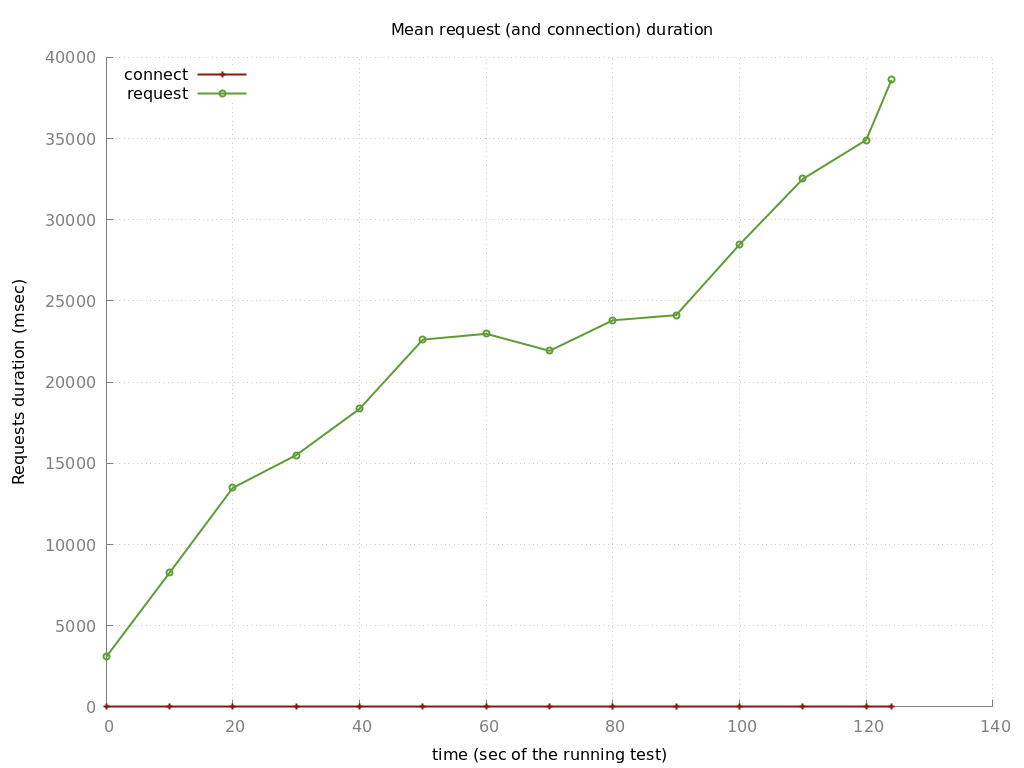 Mean request (and connection) duration
40000
connect
request
35000
30000
25000
20000
15000
10000
5000
0
Requests duration (msec)
0 20 40 60 80 100 120 140
time (sec of the running test)